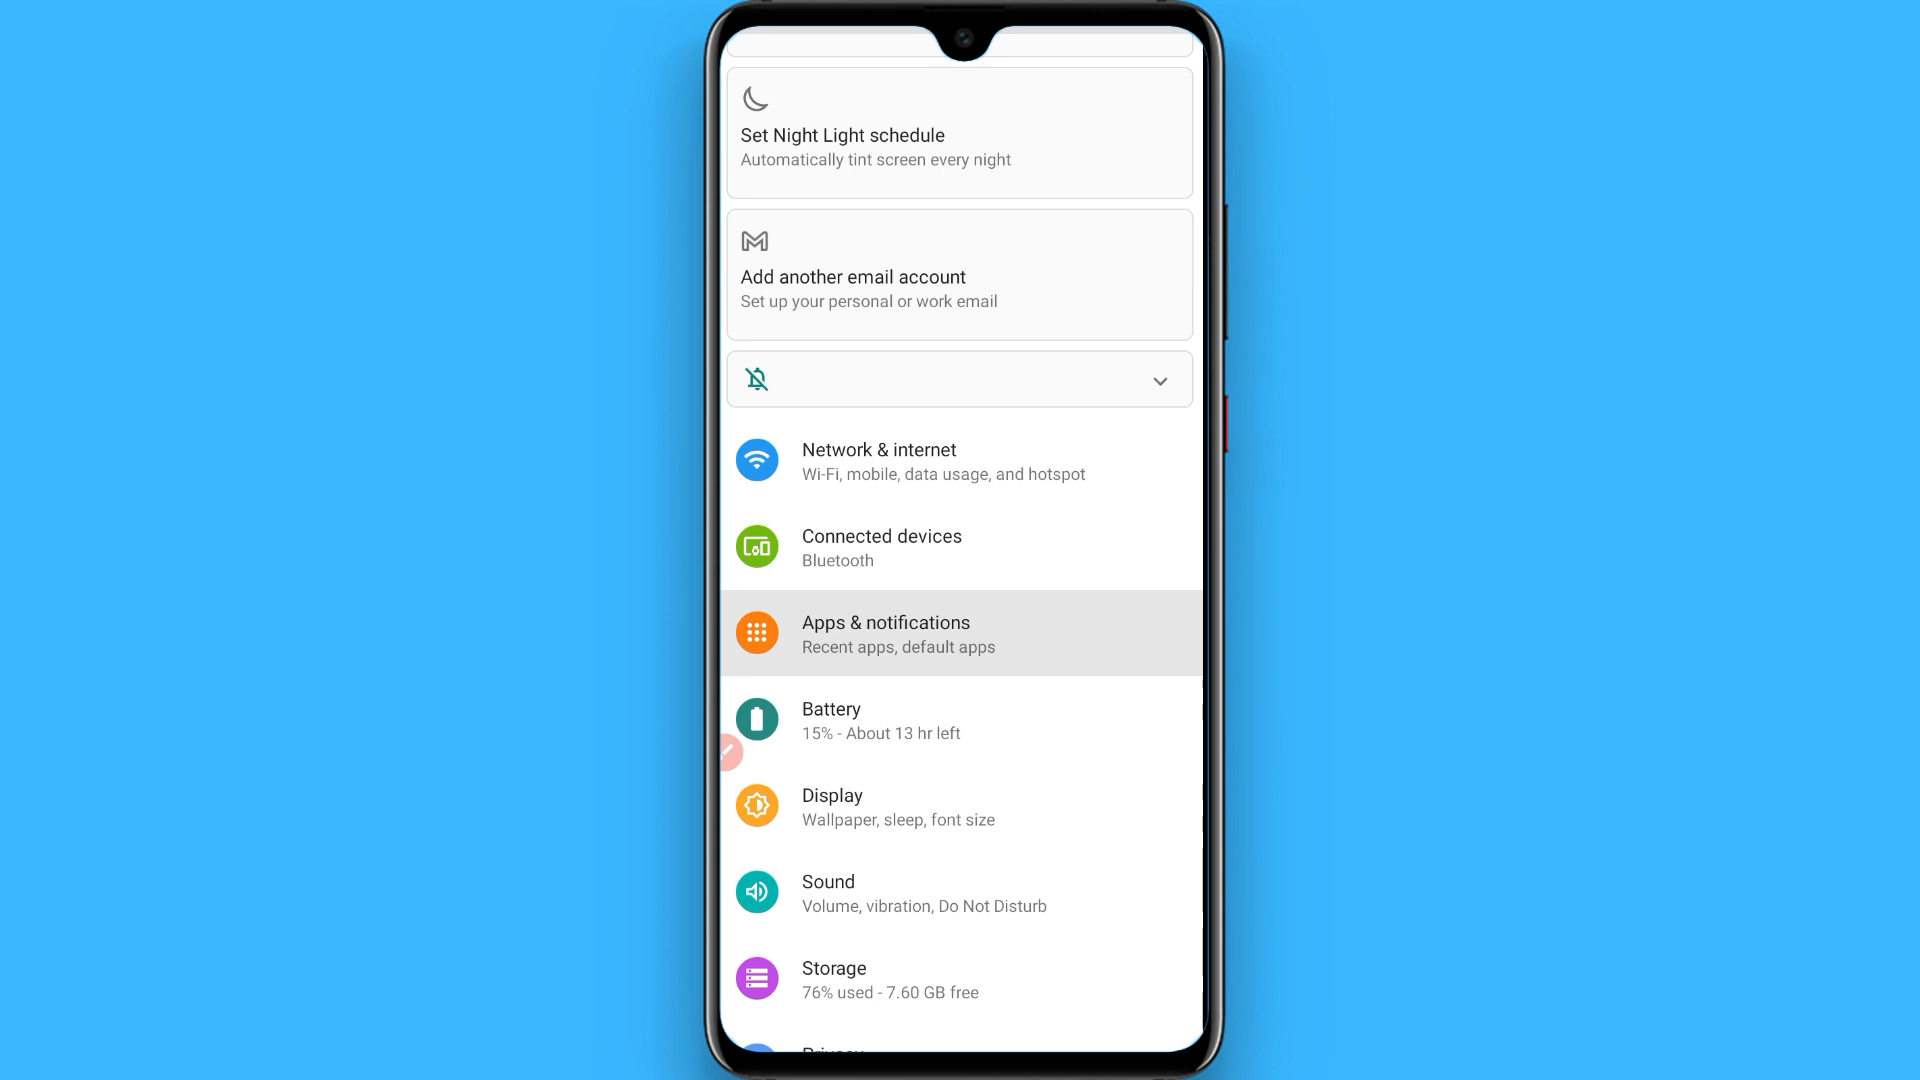 Set Night Light schedule
Automatically tint screen every night
Add another email account
Set up your personal or work email
Network & internet
Wi-Fi, mobile, data usage, and hotspot
Connected devices
Bluetooth
Apps & notifications
Recent apps, default apps
Battery
15% - About 13 hr left
Display
Wallpaper, sleep, font size
Sound
Volume, vibration, Do Not Disturb
Storage
76% used - 7.60 GB free
Privacy